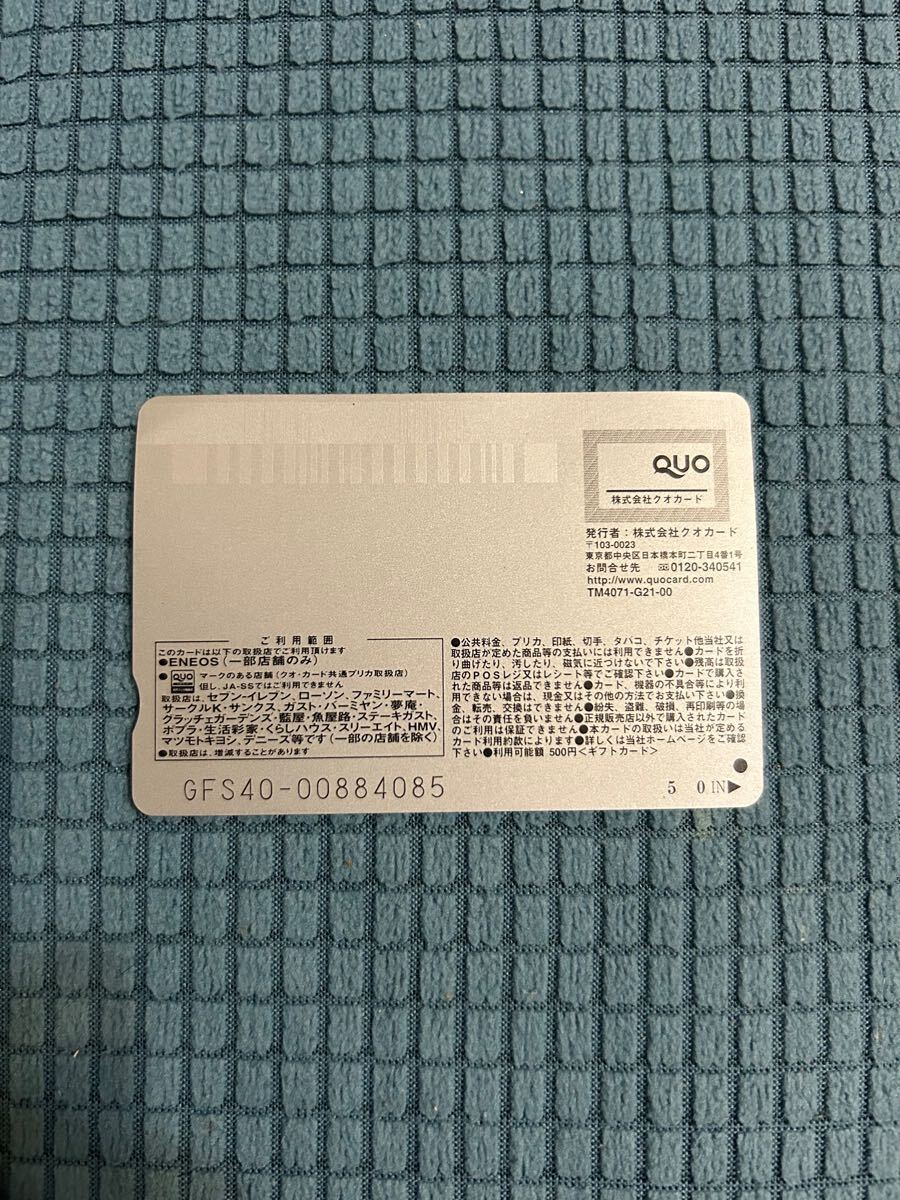 QUO
株式会社クオカード
発行者：株式会社クオカード
〒103-0023
東京都中央区日本橋本町二丁目4番1号
お問合せ先 0120-340541
http://www.quocard.com
TM4071-G21-00
ご利用範囲
このカードは以下の取扱店でご利用頂けます
●ENEOS（一部店舗のみ）
● QUO マークのある店舗（クオ・カード共通プリカ取扱店）
但し、JA-SSではご利用できません
取扱店は、セブン-イレブン、ローソン、ファミリーマート、
サークルK・サンクス、ガスト・バーミヤン・夢庵・
グラッチェガーデンズ・藍屋・魚屋路・ステーキガスト、
ポプラ・生活彩家・くらしハウス・スリーエイト、HMV、
マツモトキヨシ、デニーズ等です（一部の店舗を除く）
●取扱店は、増減することがあります
●公共料金、プリカ、印紙、切手、タバコ、チケット他当社又は
取扱店が定めた商品等の支払いには利用できません●カードを折
り曲げたり、汚したり、磁気に近づけないで下さい●残高は取扱
店のPOSレジ又はレシート等でご確認下さい●カードで購入さ
れた商品等は返品できません●カード、機器の不具合等により利
用できない場合は、現金又はその他の方法でお支払い下さい●換
金、転売、交換はできません●紛失、盗難、破損、再印刷等の場
合はその責任を負いません●正規販売店以外で購入されたカード
のご利用は保証できません●本カードの取扱いは当社が定める
カード利用約款によります●詳しくは当社ホームページをご確認
下さい●利用可能額 500円＜ギフトカード＞
GFS40-00884085
5 0 IN▶